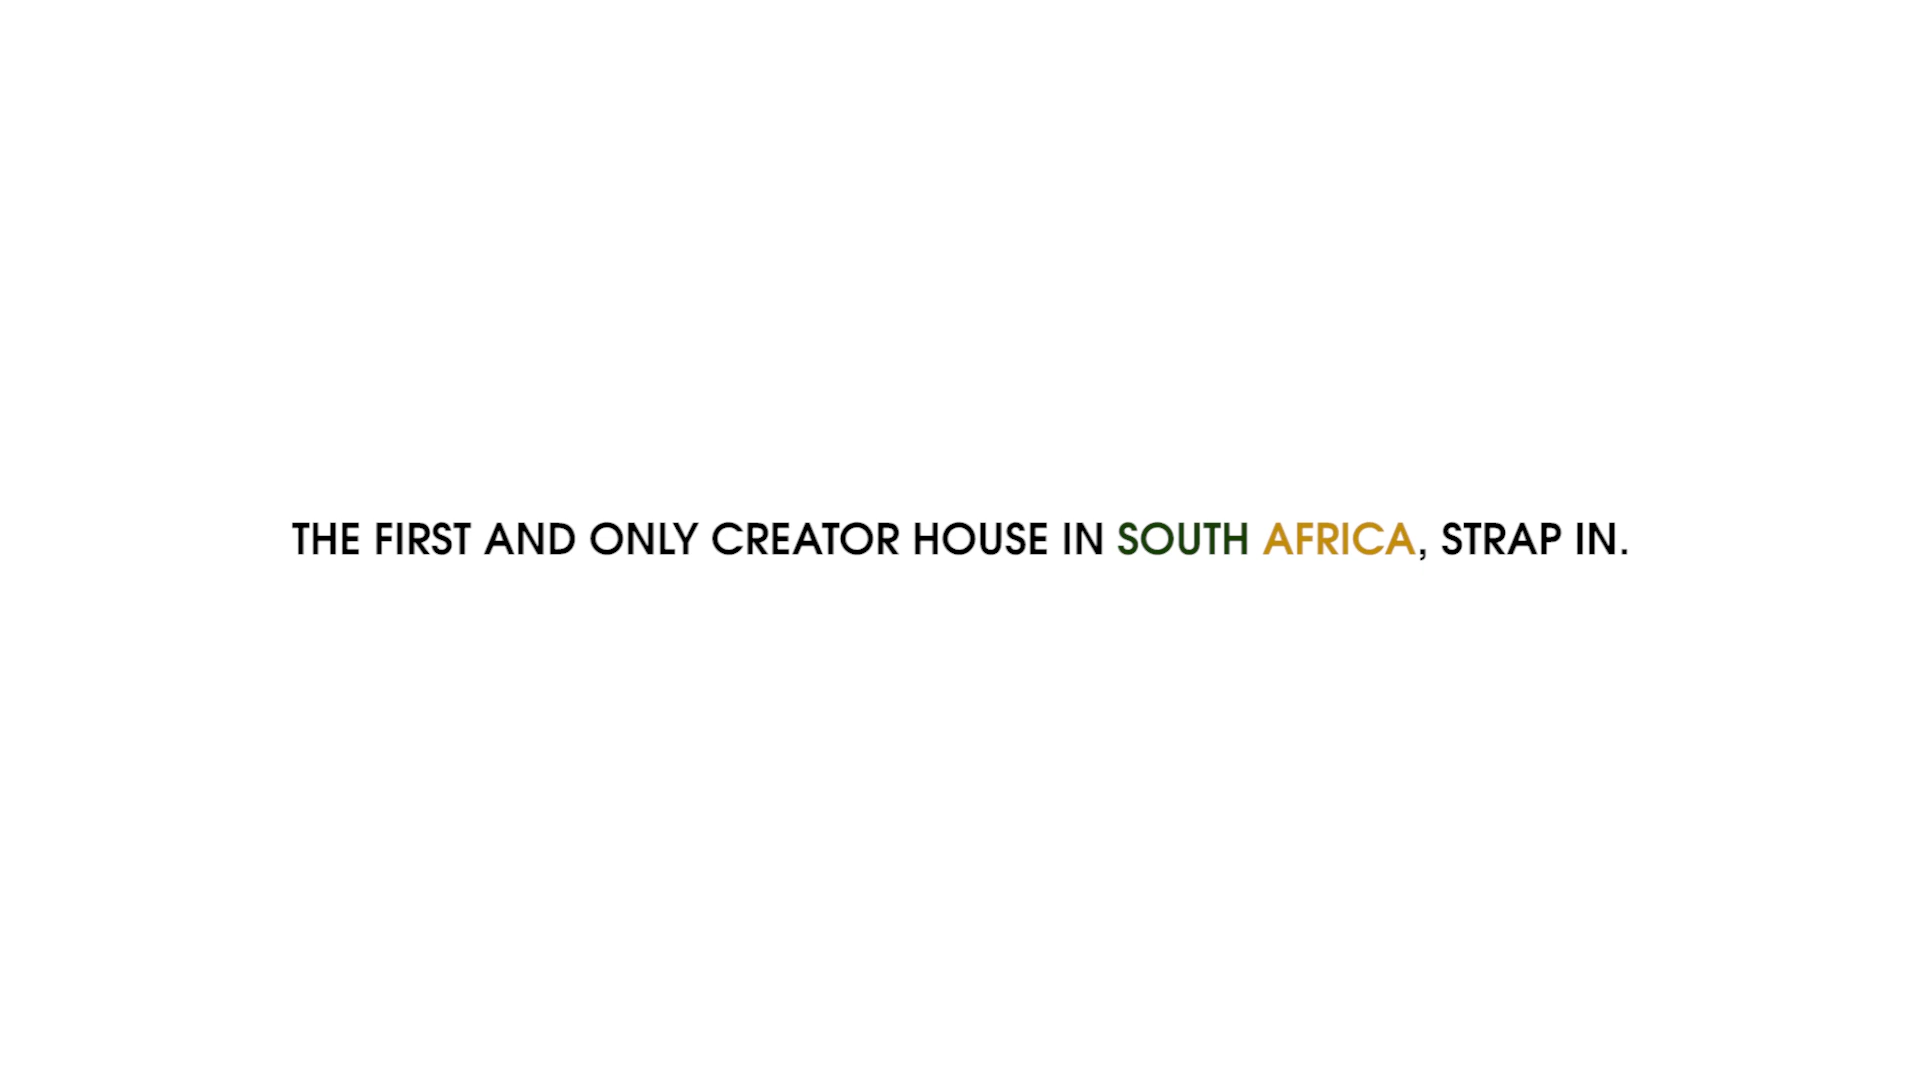 THE FIRST AND ONLY CREATOR HOUSE IN SOUTH AFRICA, STRAP IN.